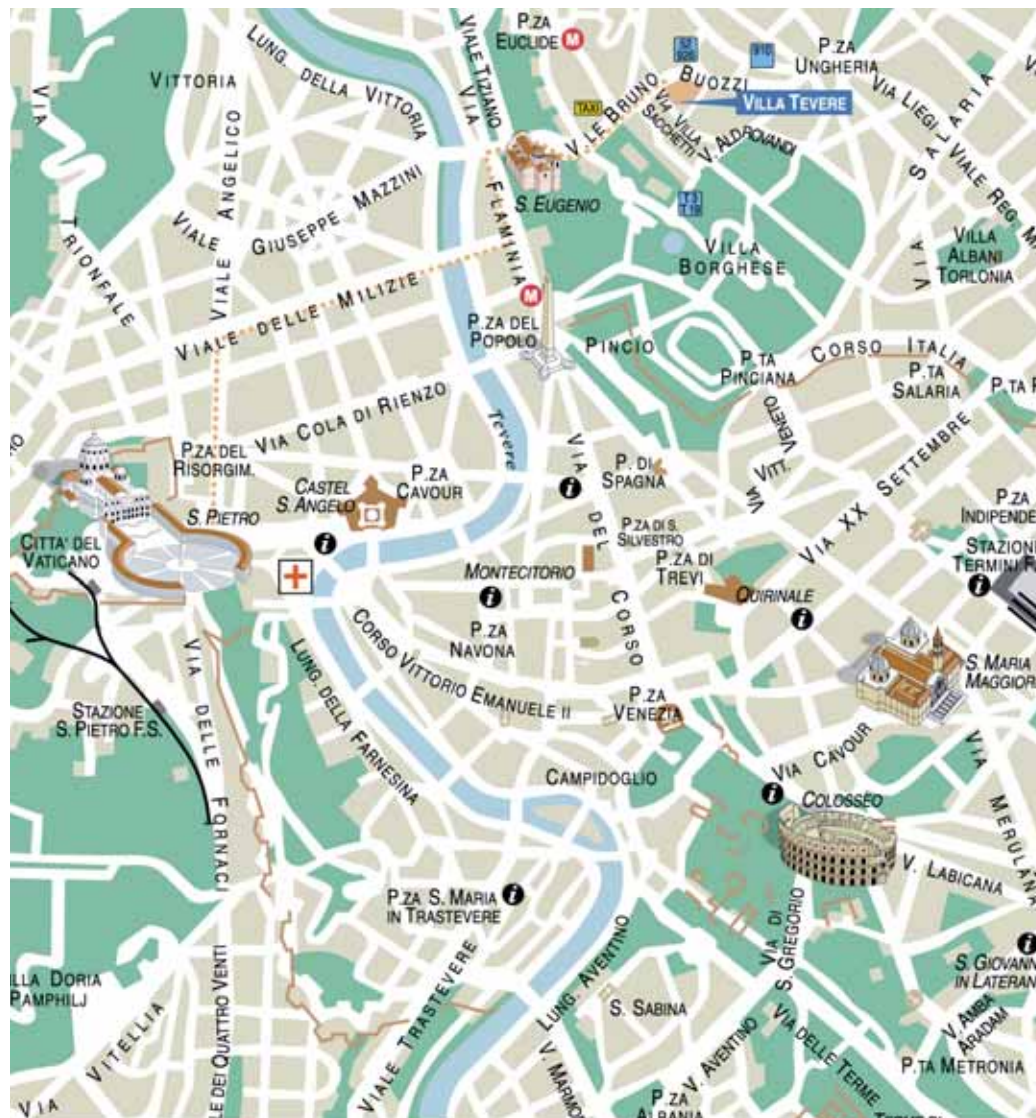 P.ZA
EUCLIDE M
VIALE TIZIANO
VIA
FLAMINIA
LUNG. DELLA VITTORIA
VITTORIA
VIA
TRIONFALE
VIALE ANGELICO
VIALE
GIUSEPPE MAZZINI
910
P.ZA
UNGHERIA
V.LE BRUNO BUOZZI
VILLA TEVERE
TAXI
VIA VILLA
SACCHETTI
V. ALDROVANDI
VIA LIEGI
VIALE REG. M
VIA SALARIA
S. EUGENIO
T 3
T 19
VILLA
BORGHESE
VILLA
ALBANI
TORLONIA
VIALE DELLE MILIZIE
M
P.ZA DEL
POPOLO
PINCIO
P.TA
PINCIANA
CORSO ITALIA
P.TA
SALARIA
P.TA P
VIA COLA DI RIENZO
Tevere
P.ZA DEL
RISORGIM.
CASTEL
S. ANGELO
P.ZA
CAVOUR
VIA DEL CORSO
i
P. DI
SPAGNA
VIA VITT. VENETO
VIA XX SETTEMBRE
P.ZA DI S.
SILVESTRO
P.ZA
INDIPENDE
S. PIETRO
i
CITTA' DEL
VATICANO
MONTECITORIO
i
P.ZA DI
TREVI
QUIRINALE
i
STAZIONE
TERMINI F.
i
P.ZA
NAVONA
CORSO VITTORIO EMANUELE II
S. MARIA
MAGGIOR
STAZIONE
S. PIETRO F.S.
VIA DELLE FORNACI
LUNG. DELLA FARNESINA
P.ZA
VENEZIA
CAMPIDOGLIO
VIA CAVOUR
VIA MERULANA
i
COLOSSEO
V. LABICANA
P.ZA S. MARIA
IN TRASTEVERE
i
VIA DI
S. GREGORIO
i
S. GIOVANN
IN LATERAN
LLA DORIA
PAMPHILJ
VIA VITELLIA
LE DEI QUATTRO VENTI
VIALE TRASTEVERE
LUNG. AVENTINO
S. SABINA
V. MARMO
V. AVENTINO
P.ZA
ALBANIA
VIA DELLE TERME
V. AMBA
ARADAM
P.TA METRONIA